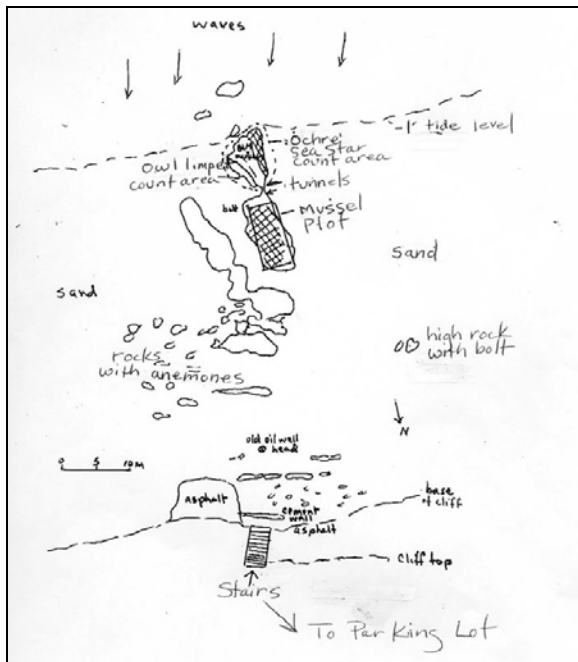 waves
-1' tide level
Ochre
Sea Star
count area
Owl limpet
count area
tunnels
bolt
Mussel
Plot
sand
sand
high rock
with bolt
rocks
with anemones
N
old oil well
head
0 5 10M
asphalt
cement
wall
asphalt
base
of cliff
cliff top
Stairs
To Parking Lot